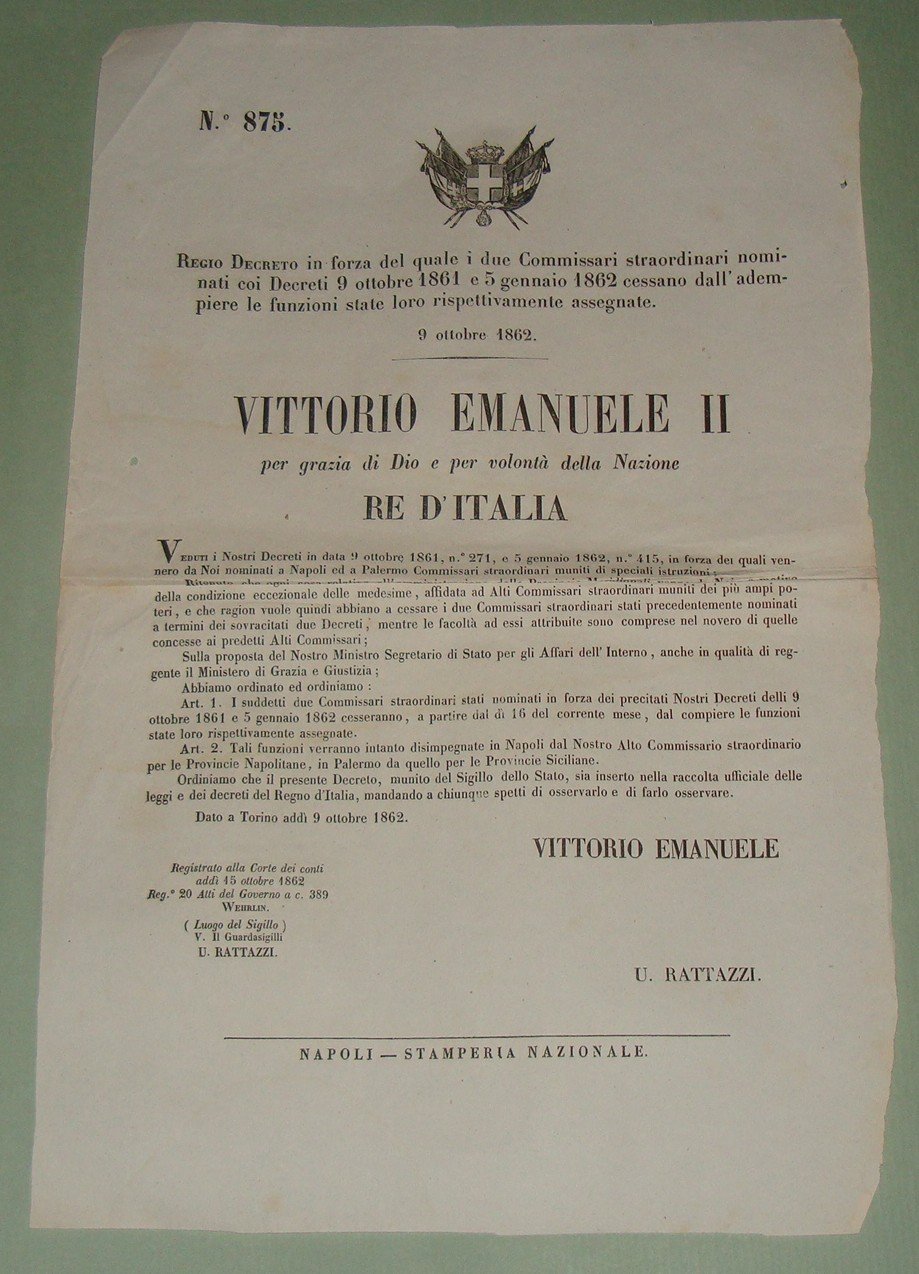 N.º 875.
REGIO DECRETO in forza del quale i due Commissari straordinari nomi-
nati coi Decreti 9 ottobre 1861 e 5 gennaio 1862 cessano dall'adem-
piere le funzioni state loro rispettivamente assegnate.
9 ottobre 1862.
VITTORIO EMANUELE II
per grazia di Dio e per volontà della Nazione
RE D'ITALIA
VEDUTI i Nostri Decreti in data 9 ottobre 1861, n.º 271, e 5 gennaio 1862, n.º 415, in forza dei quali ven-
nero da Noi nominati a Napoli ed a Palermo Commissari straordinari muniti di speciali istruzioni;
Ritenuto che ogni cosa relativa all'amministrazione delle Provincie
della condizione eccezionale delle medesime, affidata ad Alti Commissari straordinari muniti dei più ampi po-
teri, e che ragion vuole quindi abbiano a cessare i due Commissari straordinari stati precedentemente nominati
a termini dei sovracitati due Decreti, mentre le facoltà ad essi attribuite sono comprese nel novero di quelle
concesse ai predetti Alti Commissari;
Sulla proposta del Nostro Ministro Segretario di Stato per gli Affari dell'Interno, anche in qualità di reg-
gente il Ministero di Grazia e Giustizia;
Abbiamo ordinato ed ordiniamo :
Art. 1. I suddetti due Commissari straordinari stati nominati in forza dei precitati Nostri Decreti delli 9
ottobre 1861 e 5 gennaio 1862 cesseranno, a partire dal dì 16 del corrente mese, dal compiere le funzioni
state loro rispettivamente assegnate.
Art. 2. Tali funzioni verranno intanto disimpegnate in Napoli dal Nostro Alto Commissario straordinario
per le Provincie Napolitane, in Palermo da quello per le Provincie Siciliane.
Ordiniamo che il presente Decreto, munito del Sigillo dello Stato, sia inserto nella raccolta ufficiale delle
leggi e dei decreti del Regno d'Italia, mandando a chiunque spetti di osservarlo e di farlo osservare.
Dato a Torino addì 9 ottobre 1862.
VITTORIO EMANUELE
Registrato alla Corte dei conti
addì 15 ottobre 1862
Reg.º 20 Atti del Governo a c. 389
WEHRLIN.
( Luogo del Sigillo )
V. Il Guardasigilli
U. RATTAZZI.
U. RATTAZZI.
NAPOLI — STAMPERIA NAZIONALE.